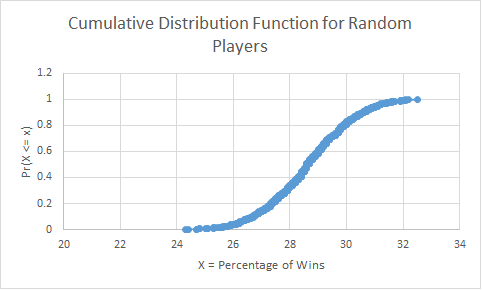 Cumulative Distribution Function for Random
Players
1.2
1
0.8
0.6
0.4
0.2
0
Pr(X <= x)
20 22 24 26 28 30 32 34
X = Percentage of Wins